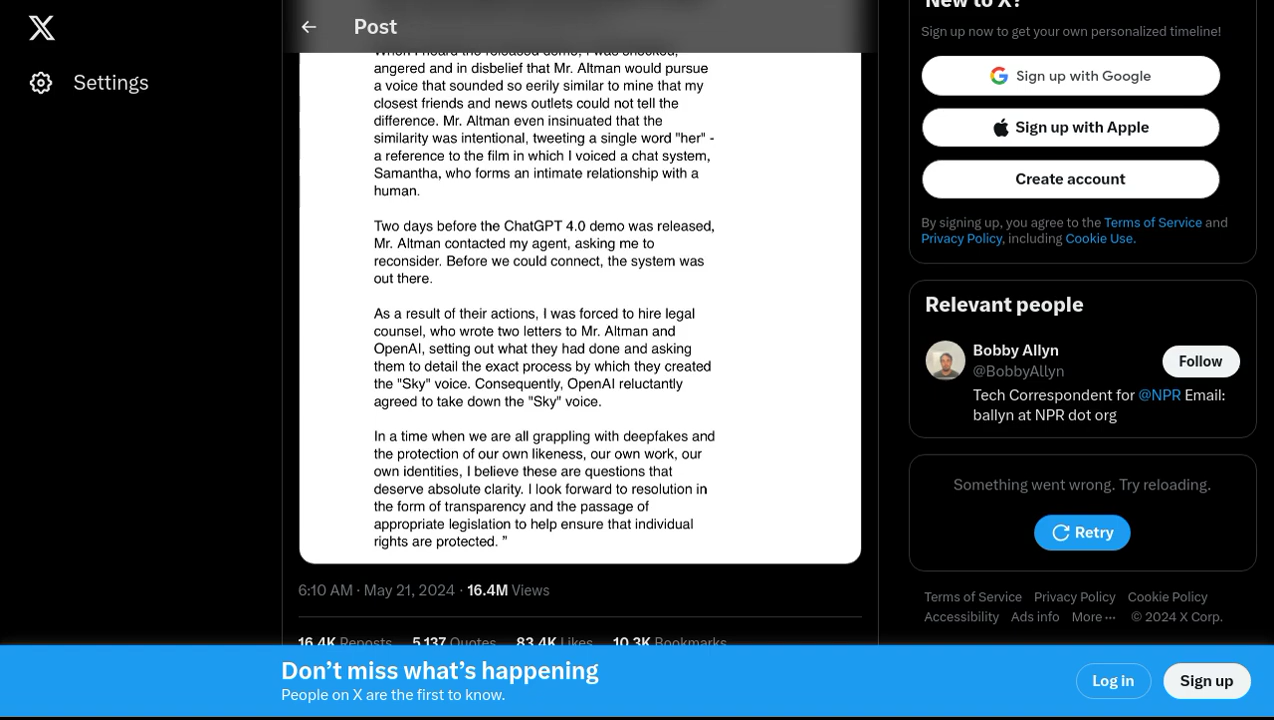 Settings
Post
When I heard the released demo, I was shocked,
angered and in disbelief that Mr. Altman would pursue
a voice that sounded so eerily similar to mine that my
closest friends and news outlets could not tell the
difference. Mr. Altman even insinuated that the
similarity was intentional, tweeting a single word "her" -
a reference to the film in which I voiced a chat system,
Samantha, who forms an intimate relationship with a
human.
Two days before the ChatGPT 4.0 demo was released,
Mr. Altman contacted my agent, asking me to
reconsider. Before we could connect, the system was
out there.
As a result of their actions, I was forced to hire legal
counsel, who wrote two letters to Mr. Altman and
OpenAI, setting out what they had done and asking
them to detail the exact process by which they created
the "Sky" voice. Consequently, OpenAI reluctantly
agreed to take down the "Sky" voice.
In a time when we are all grappling with deepfakes and
the protection of our own likeness, our own work, our
own identities, I believe these are questions that
deserve absolute clarity. I look forward to resolution in
the form of transparency and the passage of
appropriate legislation to help ensure that individual
rights are protected. ”
6:10 AM · May 21, 2024 · 16.4M Views
16.4K Reposts 5,137 Quotes 83.4K Likes 10.3K Bookmarks
New to X?
Sign up now to get your own personalized timeline!
Sign up with Google
Sign up with Apple
Create account
By signing up, you agree to the Terms of Service and
Privacy Policy, including Cookie Use.
Relevant people
Bobby Allyn
@BobbyAllyn
Follow
Tech Correspondent for @NPR Email:
ballyn at NPR dot org
Something went wrong. Try reloading.
Retry
Terms of Service Privacy Policy Cookie Policy
Accessibility Ads info More ··· © 2024 X Corp.
Don’t miss what’s happening
People on X are the first to know.
Log in
Sign up